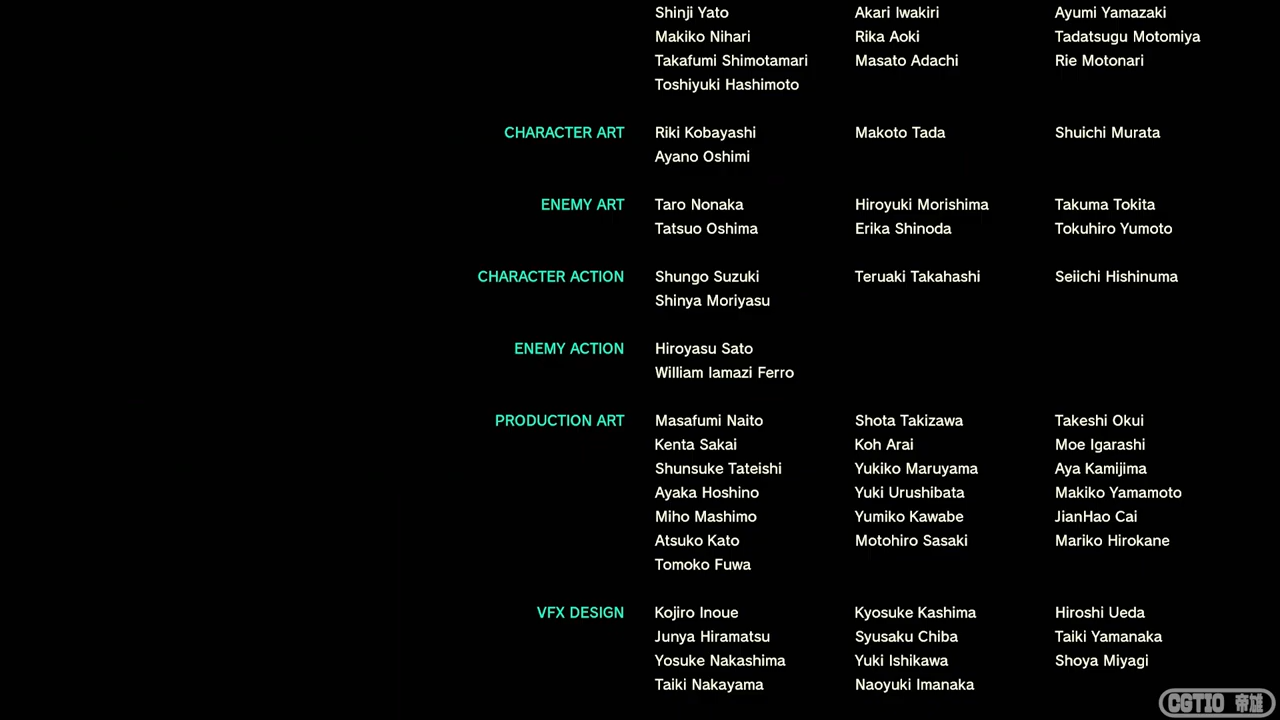 Shinji Yato Akari Iwakiri Ayumi Yamazaki
Makiko Nihari Rika Aoki Tadatsugu Motomiya
Takafumi Shimotamari Masato Adachi Rie Motonari
Toshiyuki Hashimoto
CHARACTER ART Riki Kobayashi Makoto Tada Shuichi Murata
Ayano Oshimi
ENEMY ART Taro Nonaka Hiroyuki Morishima Takuma Tokita
Tatsuo Oshima Erika Shinoda Tokuhiro Yumoto
CHARACTER ACTION Shungo Suzuki Teruaki Takahashi Seiichi Hishinuma
Shinya Moriyasu
ENEMY ACTION Hiroyasu Sato
William Iamazi Ferro
PRODUCTION ART Masafumi Naito Shota Takizawa Takeshi Okui
Kenta Sakai Koh Arai Moe Igarashi
Shunsuke Tateishi Yukiko Maruyama Aya Kamijima
Ayaka Hoshino Yuki Urushibata Makiko Yamamoto
Miho Mashimo Yumiko Kawabe JianHao Cai
Atsuko Kato Motohiro Sasaki Mariko Hirokane
Tomoko Fuwa
VFX DESIGN Kojiro Inoue Kyosuke Kashima Hiroshi Ueda
Junya Hiramatsu Syusaku Chiba Taiki Yamanaka
Yosuke Nakashima Yuki Ishikawa Shoya Miyagi
Taiki Nakayama Naoyuki Imanaka
CGTIO 帝雄